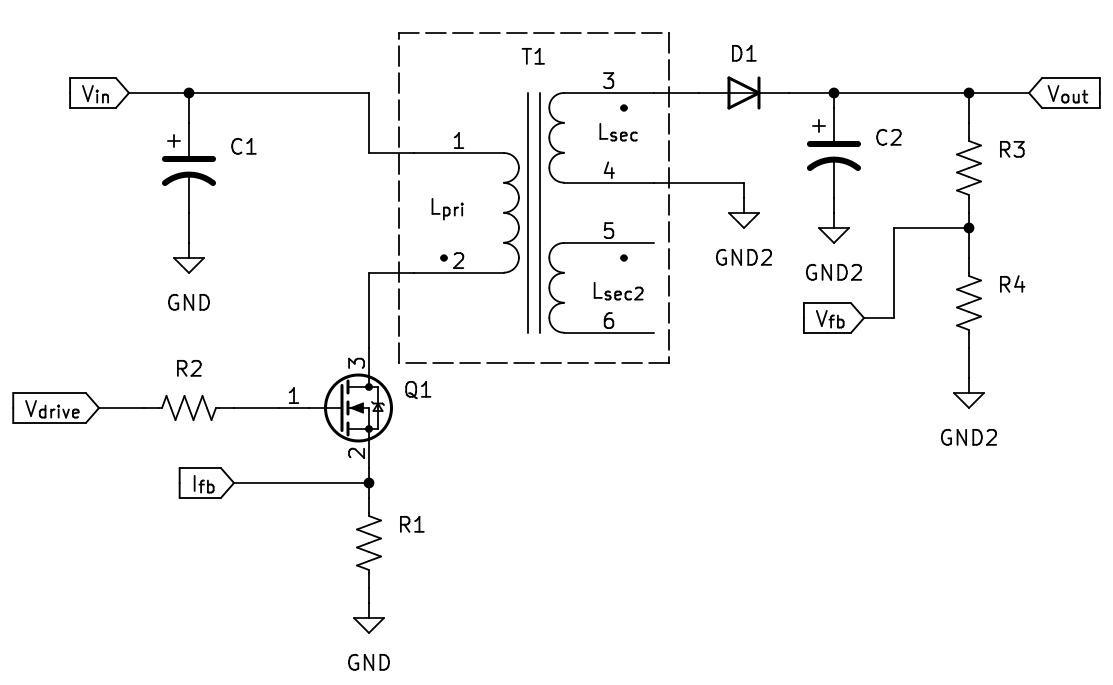 T1
D1
3
Vin
Vout
+
C1
+
C2
1
Lsec
R3
4
Lpri
5
2
GND2
GND2
GND
Lsec2
R4
6
Vfb
3
R2
Q1
1
Vdrive
GND2
2
Ifb
R1
GND